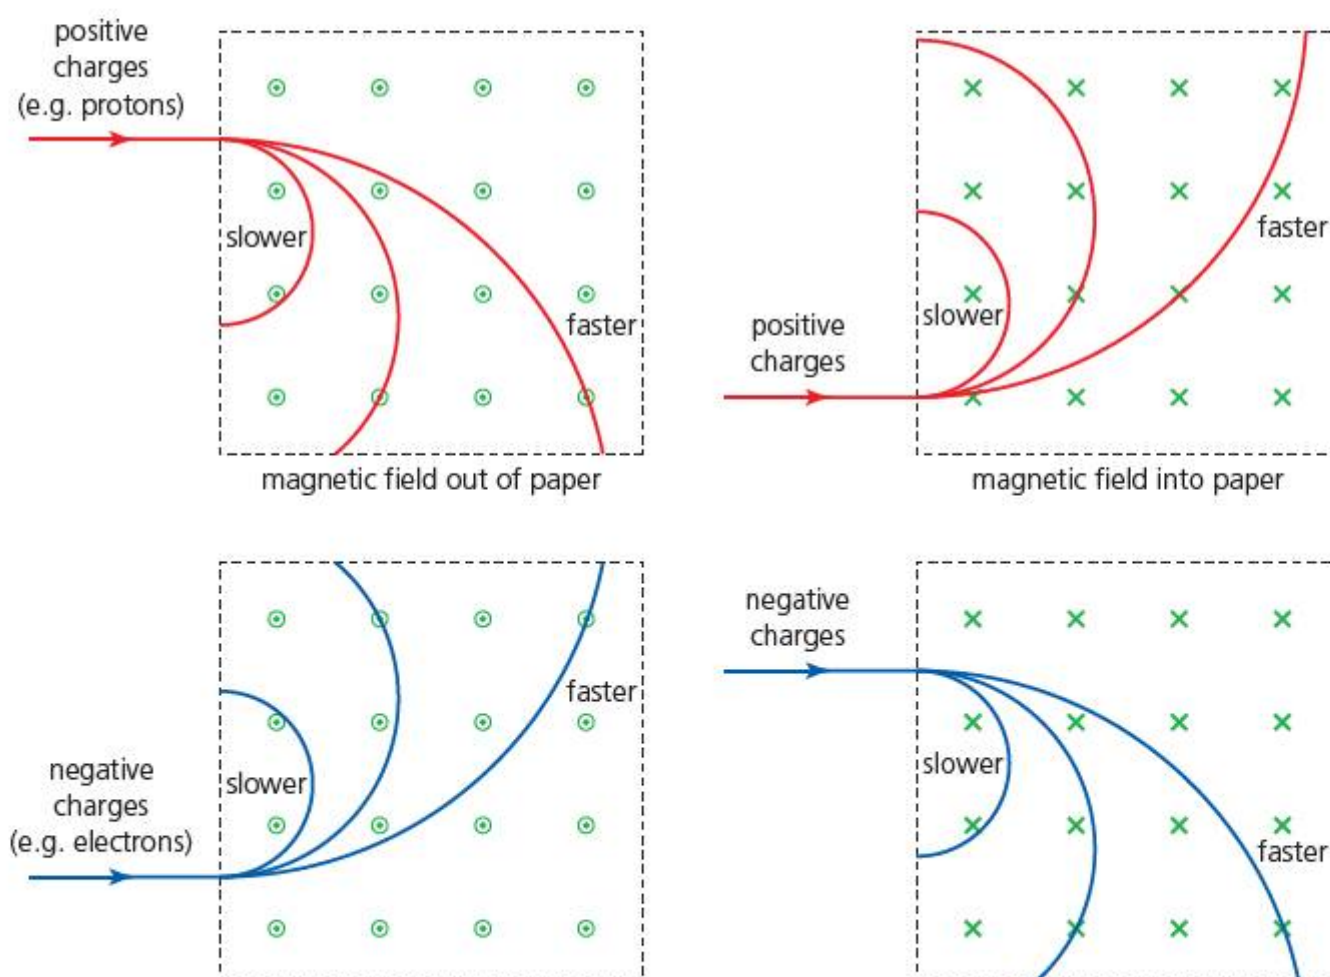 positive
charges
(e.g. protons)
slower
faster
magnetic field out of paper
positive
charges
slower
faster
magnetic field into paper
negative
charges
(e.g. electrons)
slower
faster
negative
charges
slower
faster